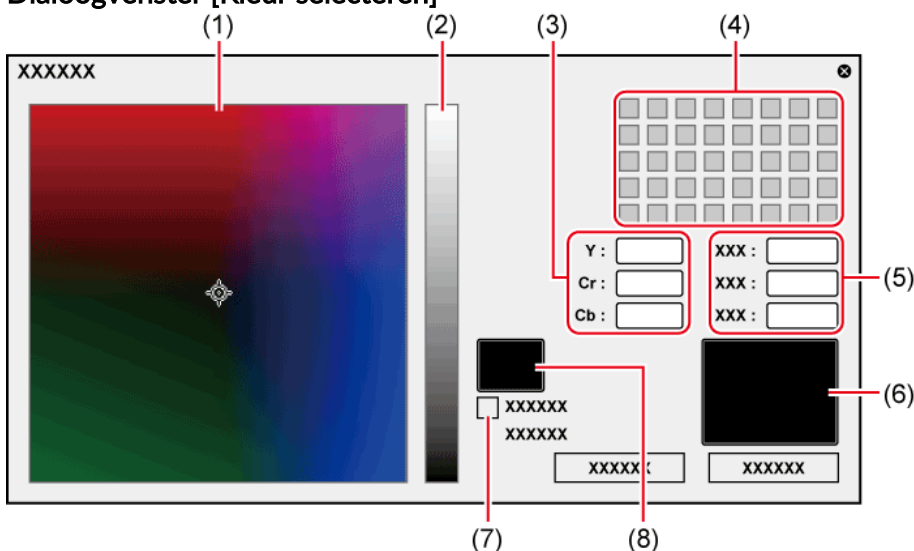 Dialoogvenster [Kleur selecteren]
(1) (2) (3) (4)
XXXXXX
Y : XXX :
Cr : XXX : (5)
Cb : XXX :
(6)
XXXXXX
XXXXXX
XXXXXX XXXXXX
(7) (8)